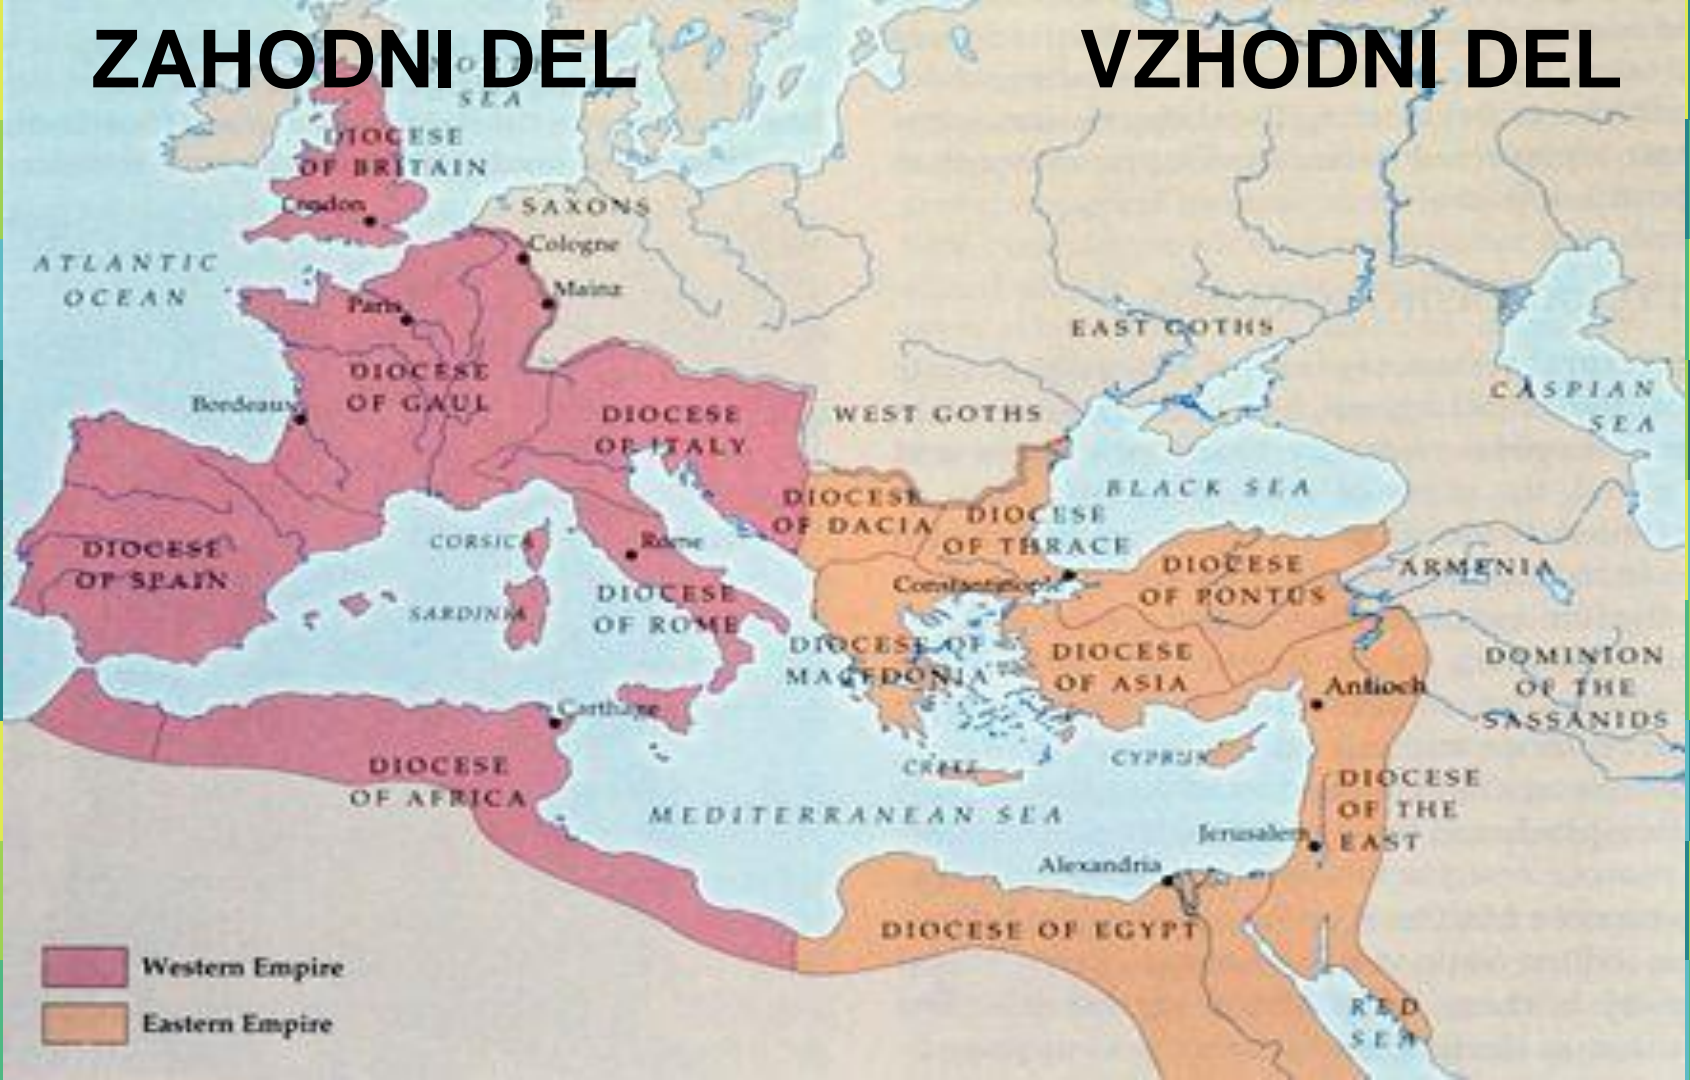 ZAHODNI DEL
VZHODNI DEL
NORTH
SEA
DIOCESE
OF BRITAIN
London
SAXONS
Cologne
ATLANTIC
OCEAN
Mainz
Paris
EAST GOTHS
DIOCESE
OF GAUL
Bordeaux
DIOCESE
OF ITALY
WEST GOTHS
CASPIAN
SEA
BLACK SEA
DIOCESE
OF DACIA
DIOCESE
OF THRACE
CORSICA
Rome
DIOCESE
OF SPAIN
Constantinople
DIOCESE
OF PONTUS
ARMENIA
SARDINIA
DIOCESE
OF ROME
DIOCESE OF
MACEDONIA
DIOCESE
OF ASIA
DOMINION
OF THE
SASSANIDS
Antioch
Carthage
CRETE
CYPRUS
DIOCESE
OF AFRICA
DIOCESE
OF THE
EAST
MEDITERRANEAN SEA
Jerusalem
Alexandria
DIOCESE OF EGYPT
RED
SEA
Western Empire
Eastern Empire